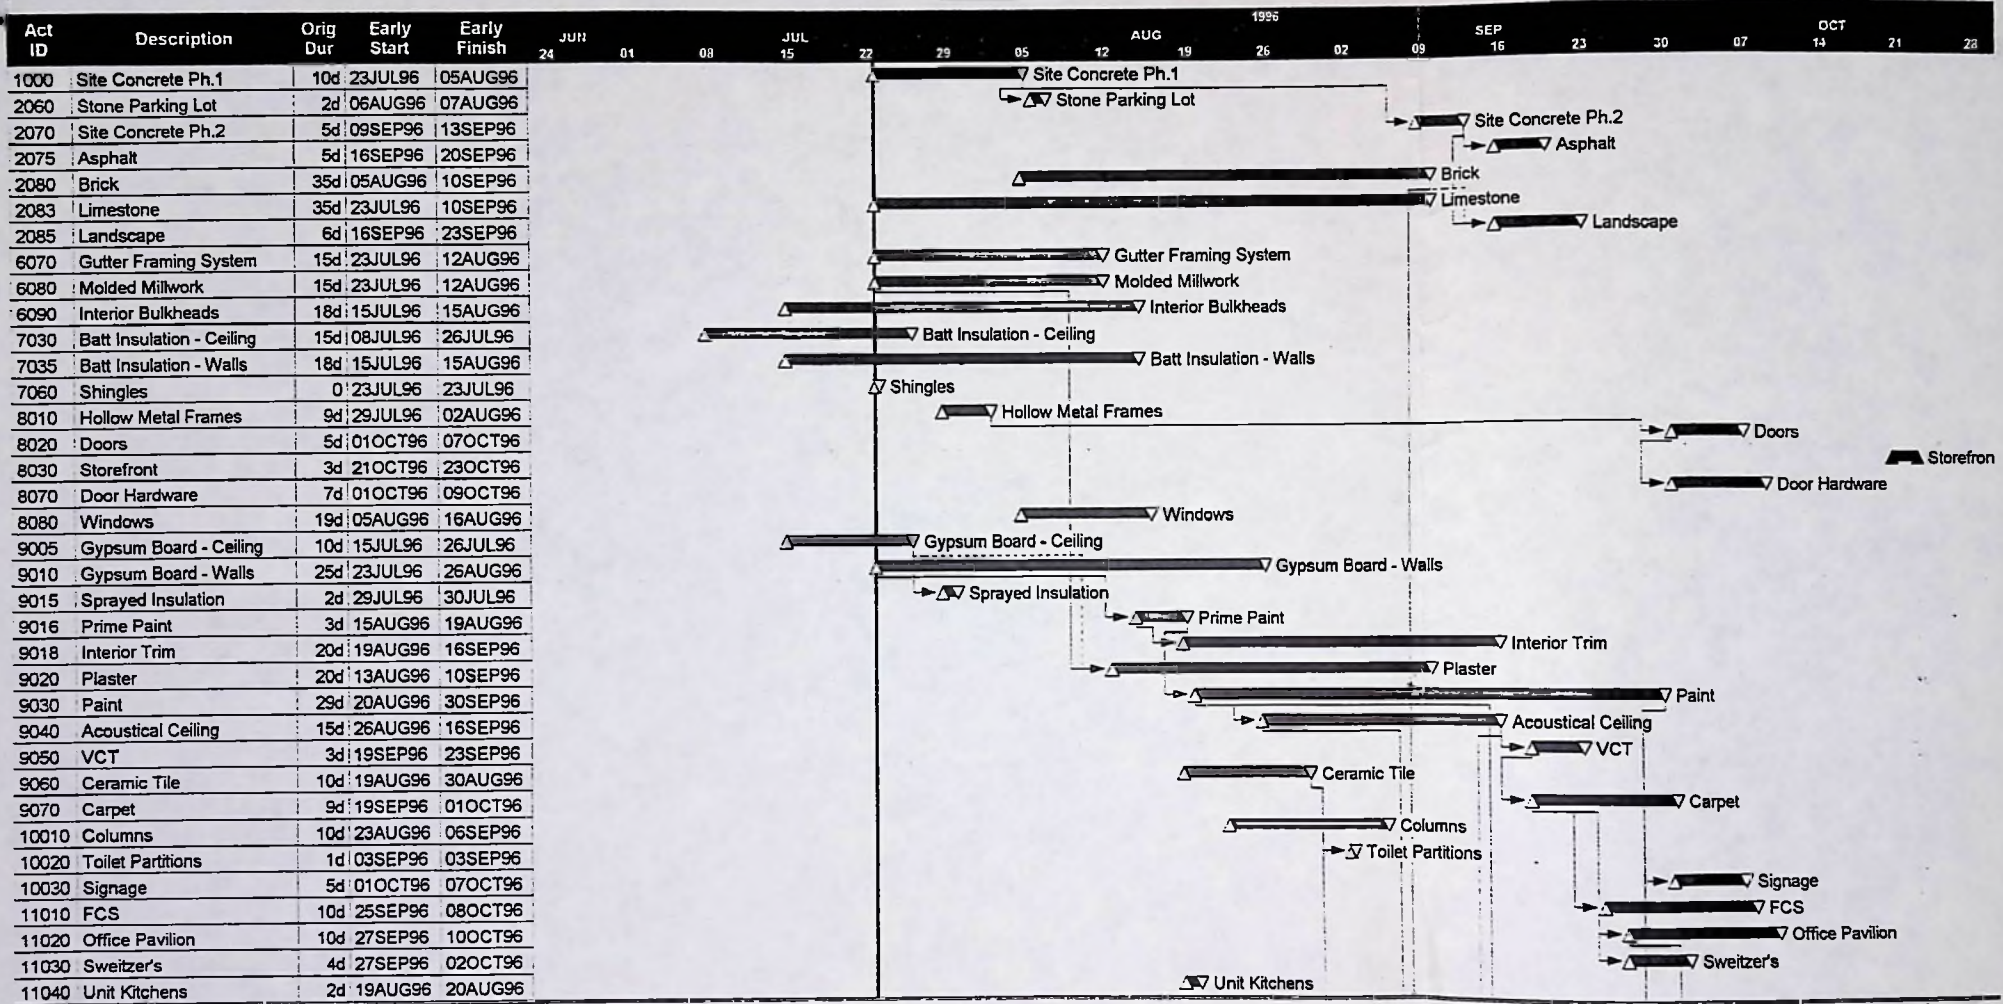 1996
Act ID Description Orig Dur Early Start Early Finish
JUN JUL AUG SEP OCT
24 01 08 15 22 29 05 12 19 26 02 09 16 23 30 07 14 21 28
1000 Site Concrete Ph.1 10d 23JUL96 05AUG96 Site Concrete Ph.1
2060 Stone Parking Lot 2d 06AUG96 07AUG96 Stone Parking Lot
2070 Site Concrete Ph.2 5d 09SEP96 13SEP96 Site Concrete Ph.2
2075 Asphalt 5d 16SEP96 20SEP96 Asphalt
2080 Brick 35d 05AUG96 10SEP96 Brick
2083 Limestone 35d 23JUL96 10SEP96 Limestone
2085 Landscape 6d 16SEP96 23SEP96 Landscape
6070 Gutter Framing System 15d 23JUL96 12AUG96 Gutter Framing System
6080 Molded Millwork 15d 23JUL96 12AUG96 Molded Millwork
6090 Interior Bulkheads 18d 15JUL96 15AUG96 Interior Bulkheads
7030 Batt Insulation - Ceiling 15d 08JUL96 26JUL96 Batt Insulation - Ceiling
7035 Batt Insulation - Walls 18d 15JUL96 15AUG96 Batt Insulation - Walls
7060 Shingles 0 23JUL96 23JUL96 Shingles
8010 Hollow Metal Frames 9d 29JUL96 02AUG96 Hollow Metal Frames
8020 Doors 5d 01OCT96 07OCT96 Doors
8030 Storefront 3d 21OCT96 23OCT96 Storefron
8070 Door Hardware 7d 01OCT96 09OCT96 Door Hardware
8080 Windows 19d 05AUG96 16AUG96 Windows
9005 Gypsum Board - Ceiling 10d 15JUL96 26JUL96 Gypsum Board - Ceiling
9010 Gypsum Board - Walls 25d 23JUL96 26AUG96 Gypsum Board - Walls
9015 Sprayed Insulation 2d 29JUL96 30JUL96 Sprayed Insulation
9016 Prime Paint 3d 15AUG96 19AUG96 Prime Paint
9018 Interior Trim 20d 19AUG96 16SEP96 Interior Trim
9020 Plaster 20d 13AUG96 10SEP96 Plaster
9030 Paint 29d 20AUG96 30SEP96 Paint
9040 Acoustical Ceiling 15d 26AUG96 16SEP96 Acoustical Ceiling
9050 VCT 3d 19SEP96 23SEP96 VCT
9060 Ceramic Tile 10d 19AUG96 30AUG96 Ceramic Tile
9070 Carpet 9d 19SEP96 01OCT96 Carpet
10010 Columns 10d 23AUG96 06SEP96 Columns
10020 Toilet Partitions 1d 03SEP96 03SEP96 Toilet Partitions
10030 Signage 5d 01OCT96 07OCT96 Signage
11010 FCS 10d 25SEP96 08OCT96 FCS
11020 Office Pavilion 10d 27SEP96 10OCT96 Office Pavilion
11030 Sweitzer's 4d 27SEP96 02OCT96 Sweitzer's
11040 Unit Kitchens 2d 19AUG96 20AUG96 Unit Kitchens